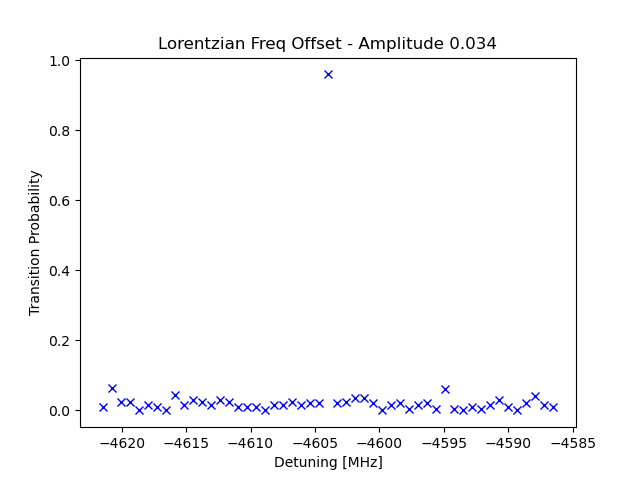 Lorentzian Freq Offset - Amplitude 0.034
1.0
0.8
0.6
0.4
0.2
0.0
Transition Probability
−4620 −4615 −4610 −4605 −4600 −4595 −4590 −4585
Detuning [MHz]